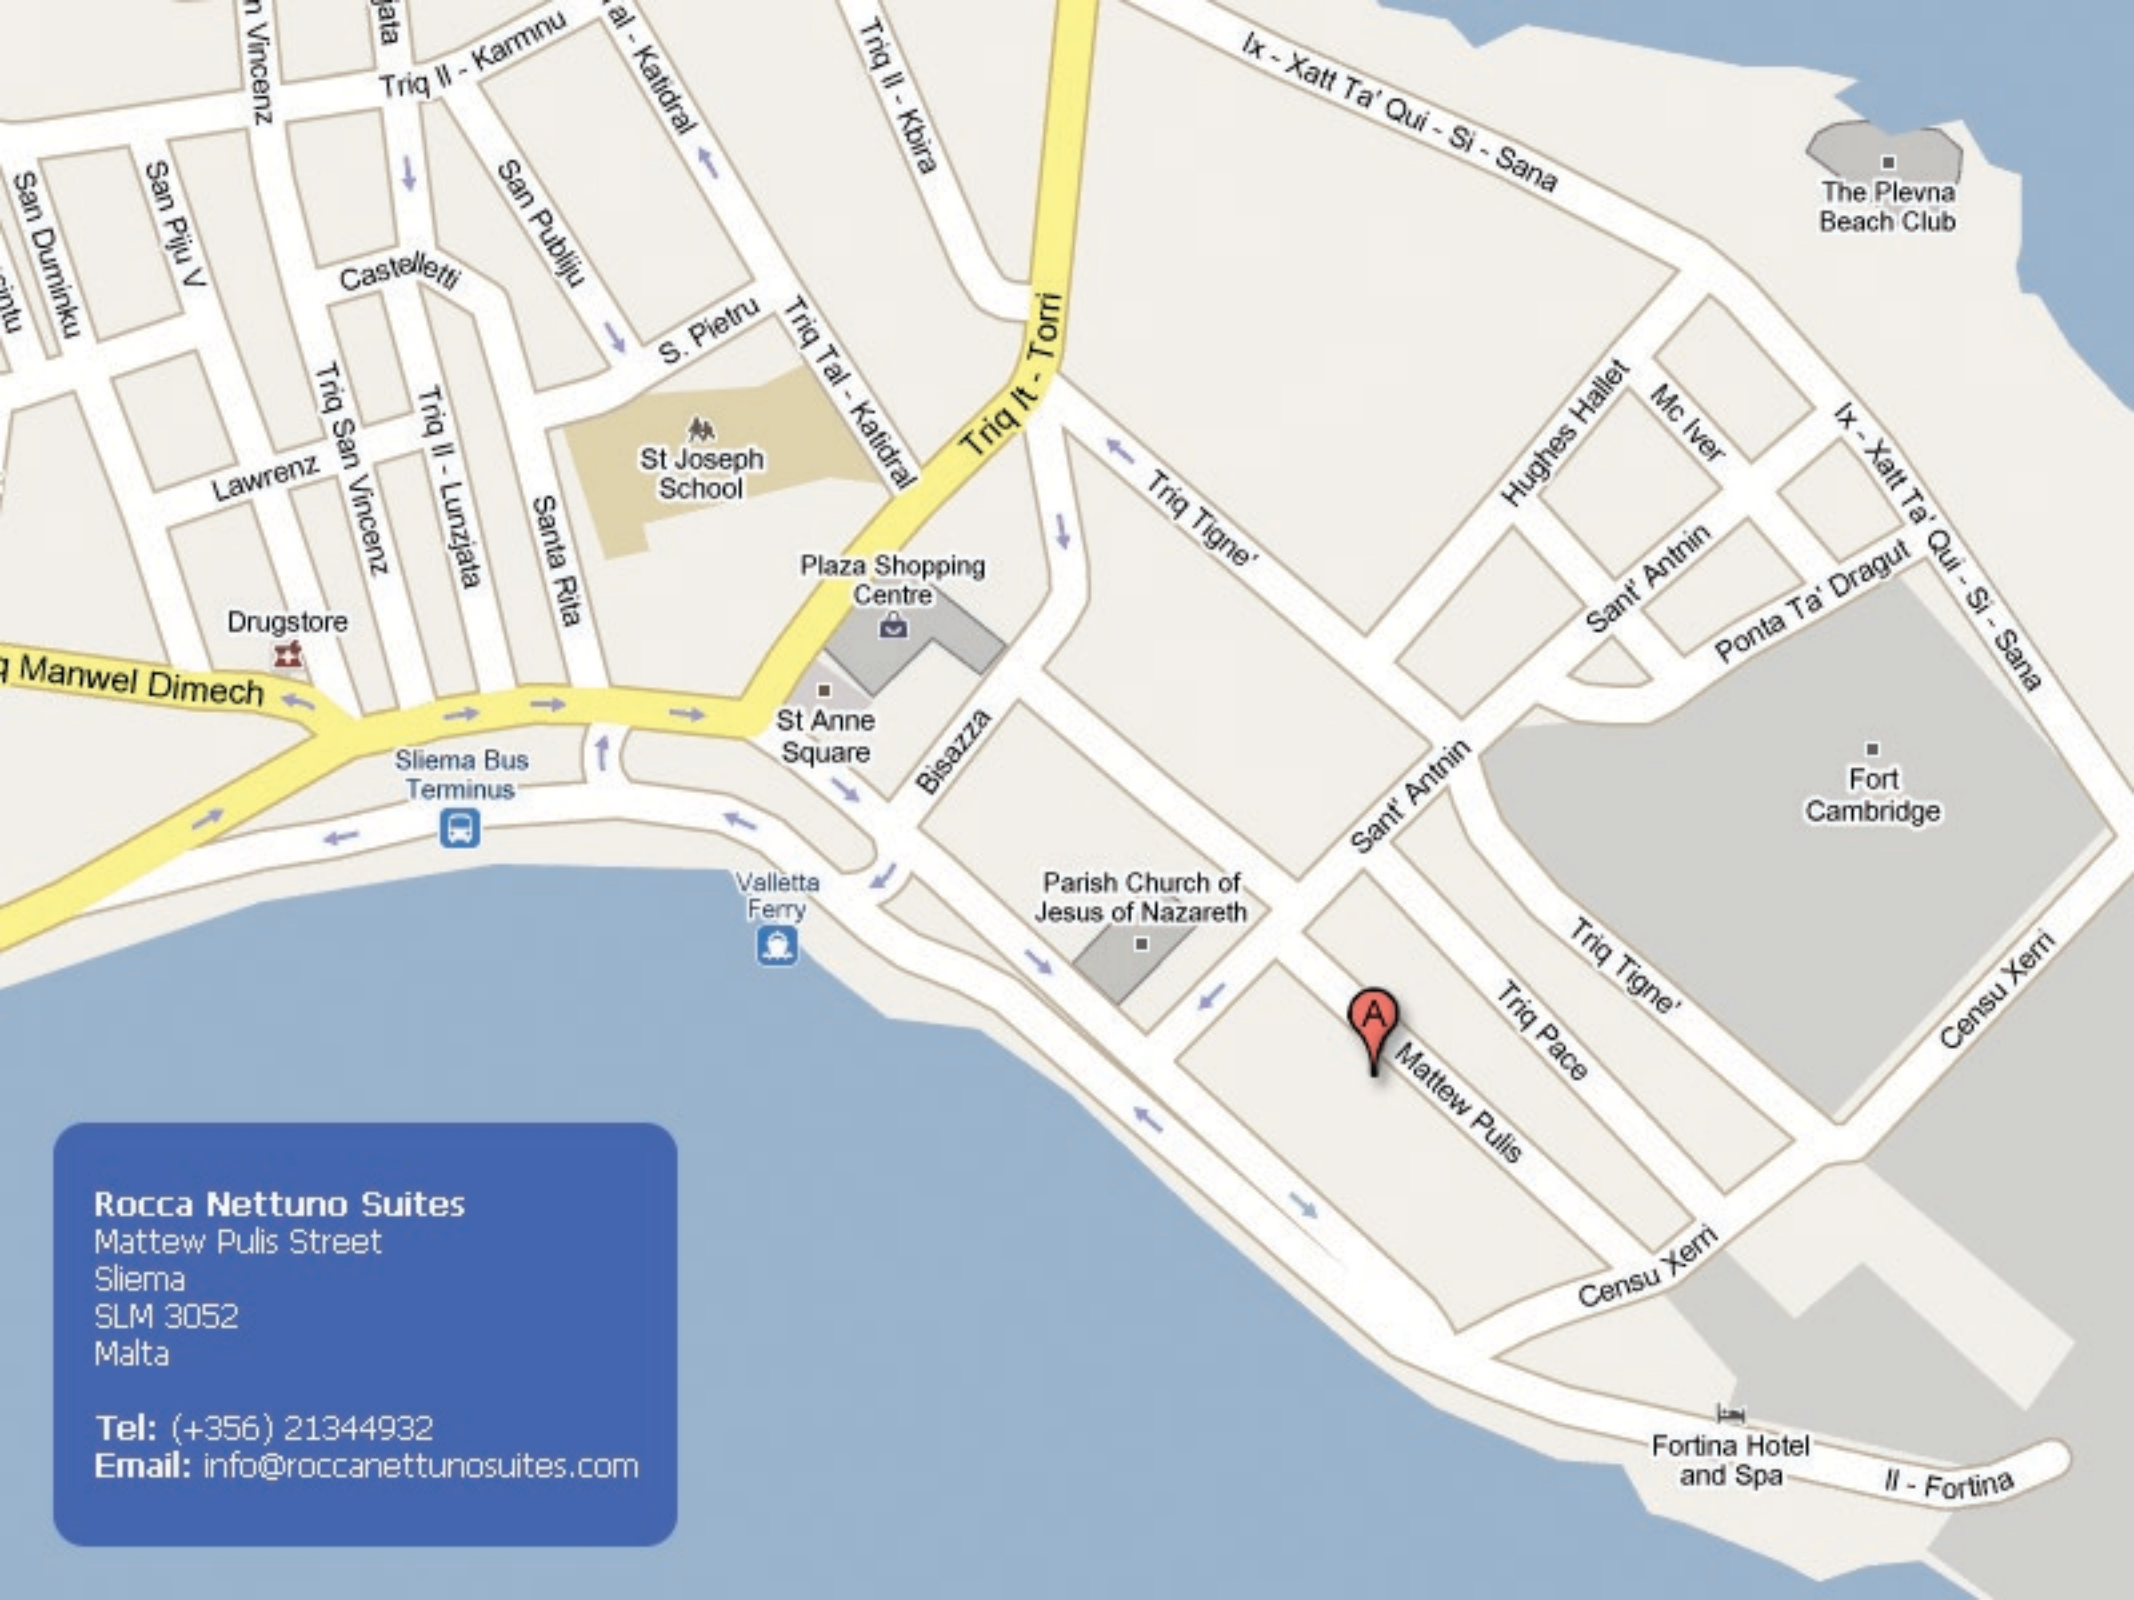 n Vincenz
jata
Triq Il - Karmnu
al - Katidral
Triq Il - Kbira
Ix - Xatt Ta' Qui - Si - Sana
The Plevna
Beach Club
San Duminku
San Piju V
San Publiju
Castelletti
S. Pietru
Triq Tal - Katidral
Triq It - Torri
cintu
Triq San Vincenz
Triq Il - Lunzjata
Lawrenz
Santa Rita
St Joseph
School
Hughes Hallet
Mc Iver
Ix - Xatt Ta' Qui - Si - Sana
Triq Tigne'
Sant' Antnin
Ponta Ta' Dragut
Plaza Shopping
Centre
Drugstore
q Manwel Dimech
St Anne
Square
Bisazza
Sliema Bus
Terminus
Sant' Antnin
Fort
Cambridge
Valletta
Ferry
Parish Church of
Jesus of Nazareth
Triq Tigne'
Triq Pace
Censu Xerri
A
Mattew Pulis
Censu Xerri
Fortina Hotel
and Spa
Il - Fortina
Rocca Nettuno Suites
Mattew Pulis Street
Sliema
SLM 3052
Malta
Tel: (+356) 21344932
Email: info@roccanettunosuites.com